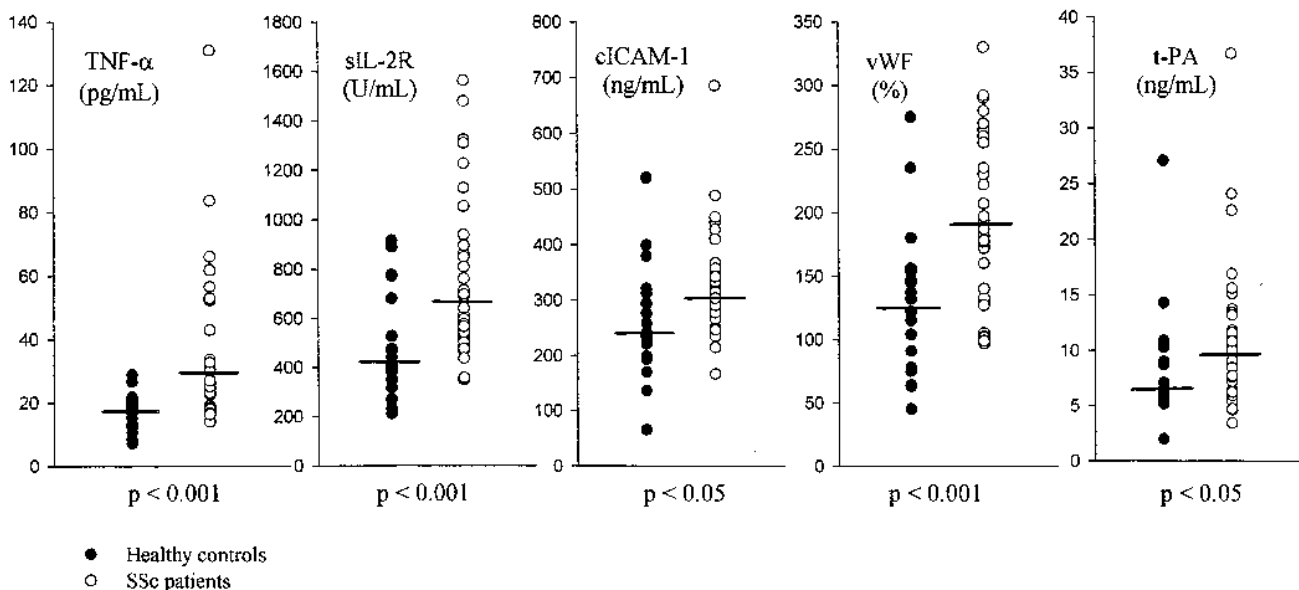 140
120
100
80
60
40
20
0
TNF-α
(pg/mL)
p < 0.001
1800
1600
1400
1200
1000
800
600
400
200
0
sIL-2R
(U/mL)
p < 0.001
800
700
600
500
400
300
200
100
0
cICAM-1
(ng/mL)
p < 0.05
350
300
250
200
150
100
50
0
vWF
(%)
p < 0.001
40
35
30
25
20
15
10
5
0
t-PA
(ng/mL)
p < 0.05
Healthy controls
SSc patients